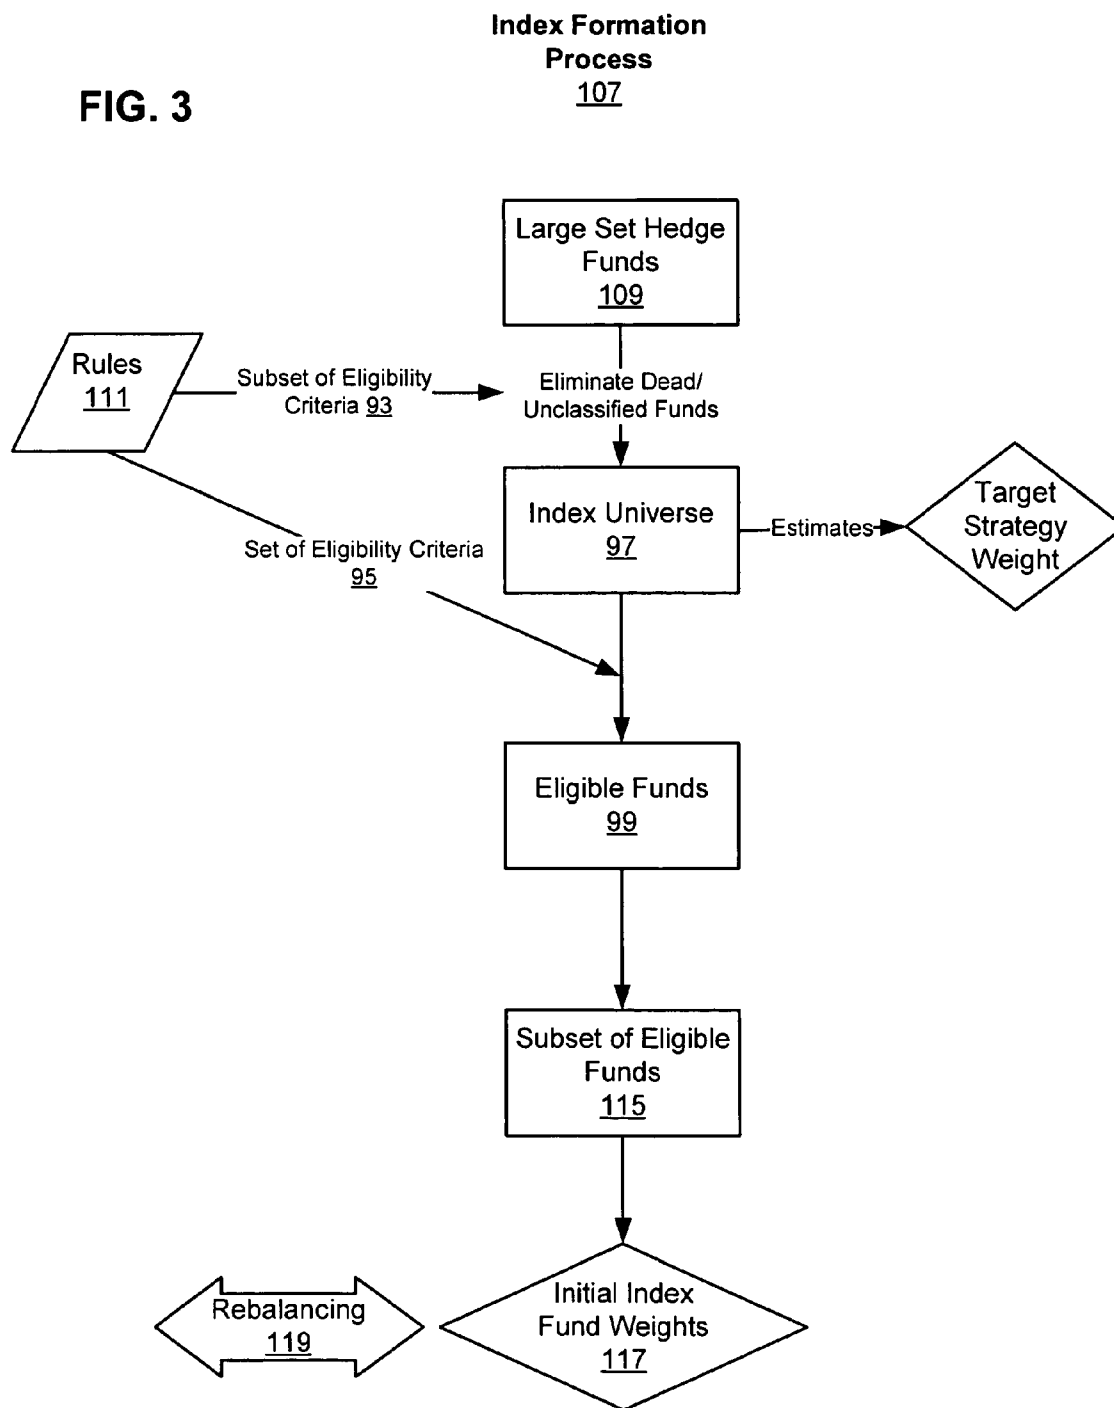 Index Formation
Process
107
FIG. 3
Large Set Hedge
Funds
109
Rules
111
Subset of Eligibility
Criteria 93
Eliminate Dead/
Unclassified Funds
Index Universe
97
Estimates
Target
Strategy
Weight
Set of Eligibility Criteria
95
Eligible Funds
99
Subset of Eligible
Funds
115
Initial Index
Fund Weights
117
Rebalancing
119